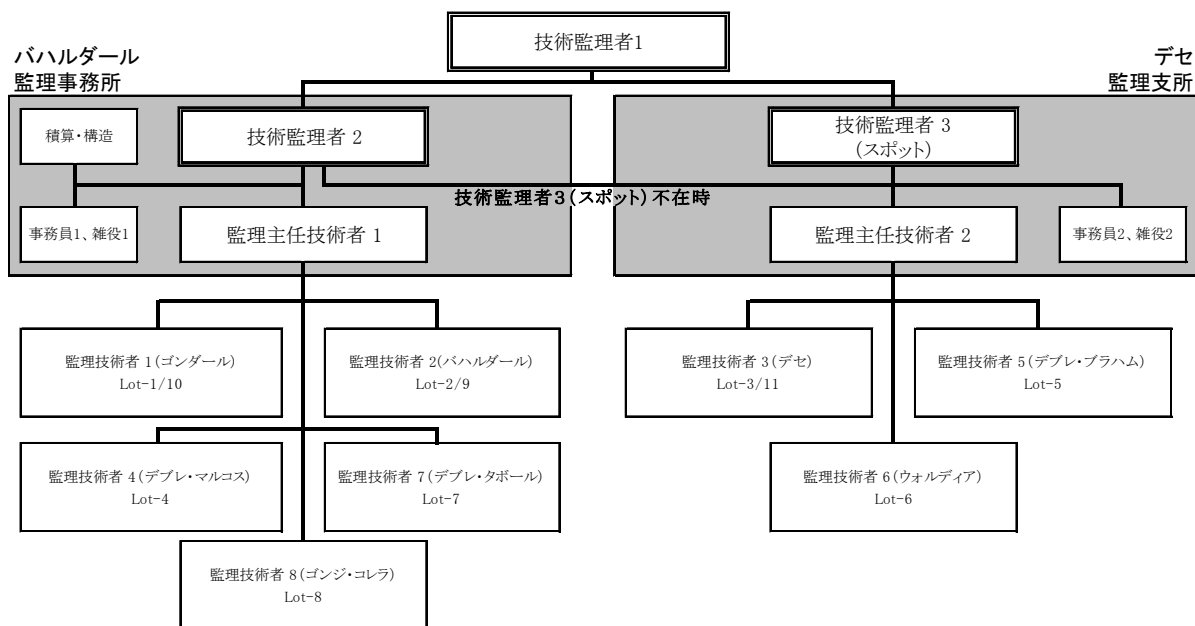 技術監理者1
バハルダール
監理事務所
デセ
監理支所
積算・構造
技術監理者 2
技術監理者 3
(スポット)
技術監理者3(スポット)不在時
事務員1、雑役1
監理主任技術者 1
監理主任技術者 2
事務員2、雑役2
監理技術者 1(ゴンダール)
Lot-1/10
監理技術者 2(バハルダール)
Lot-2/9
監理技術者 3(デセ)
Lot-3/11
監理技術者 5(デブレ・ブラハム)
Lot-5
監理技術者 4(デブレ・マルコス)
Lot-4
監理技術者 7(デブレ・タボール)
Lot-7
監理技術者 6(ウォルディア)
Lot-6
監理技術者 8(ゴンジ・コレラ)
Lot-8